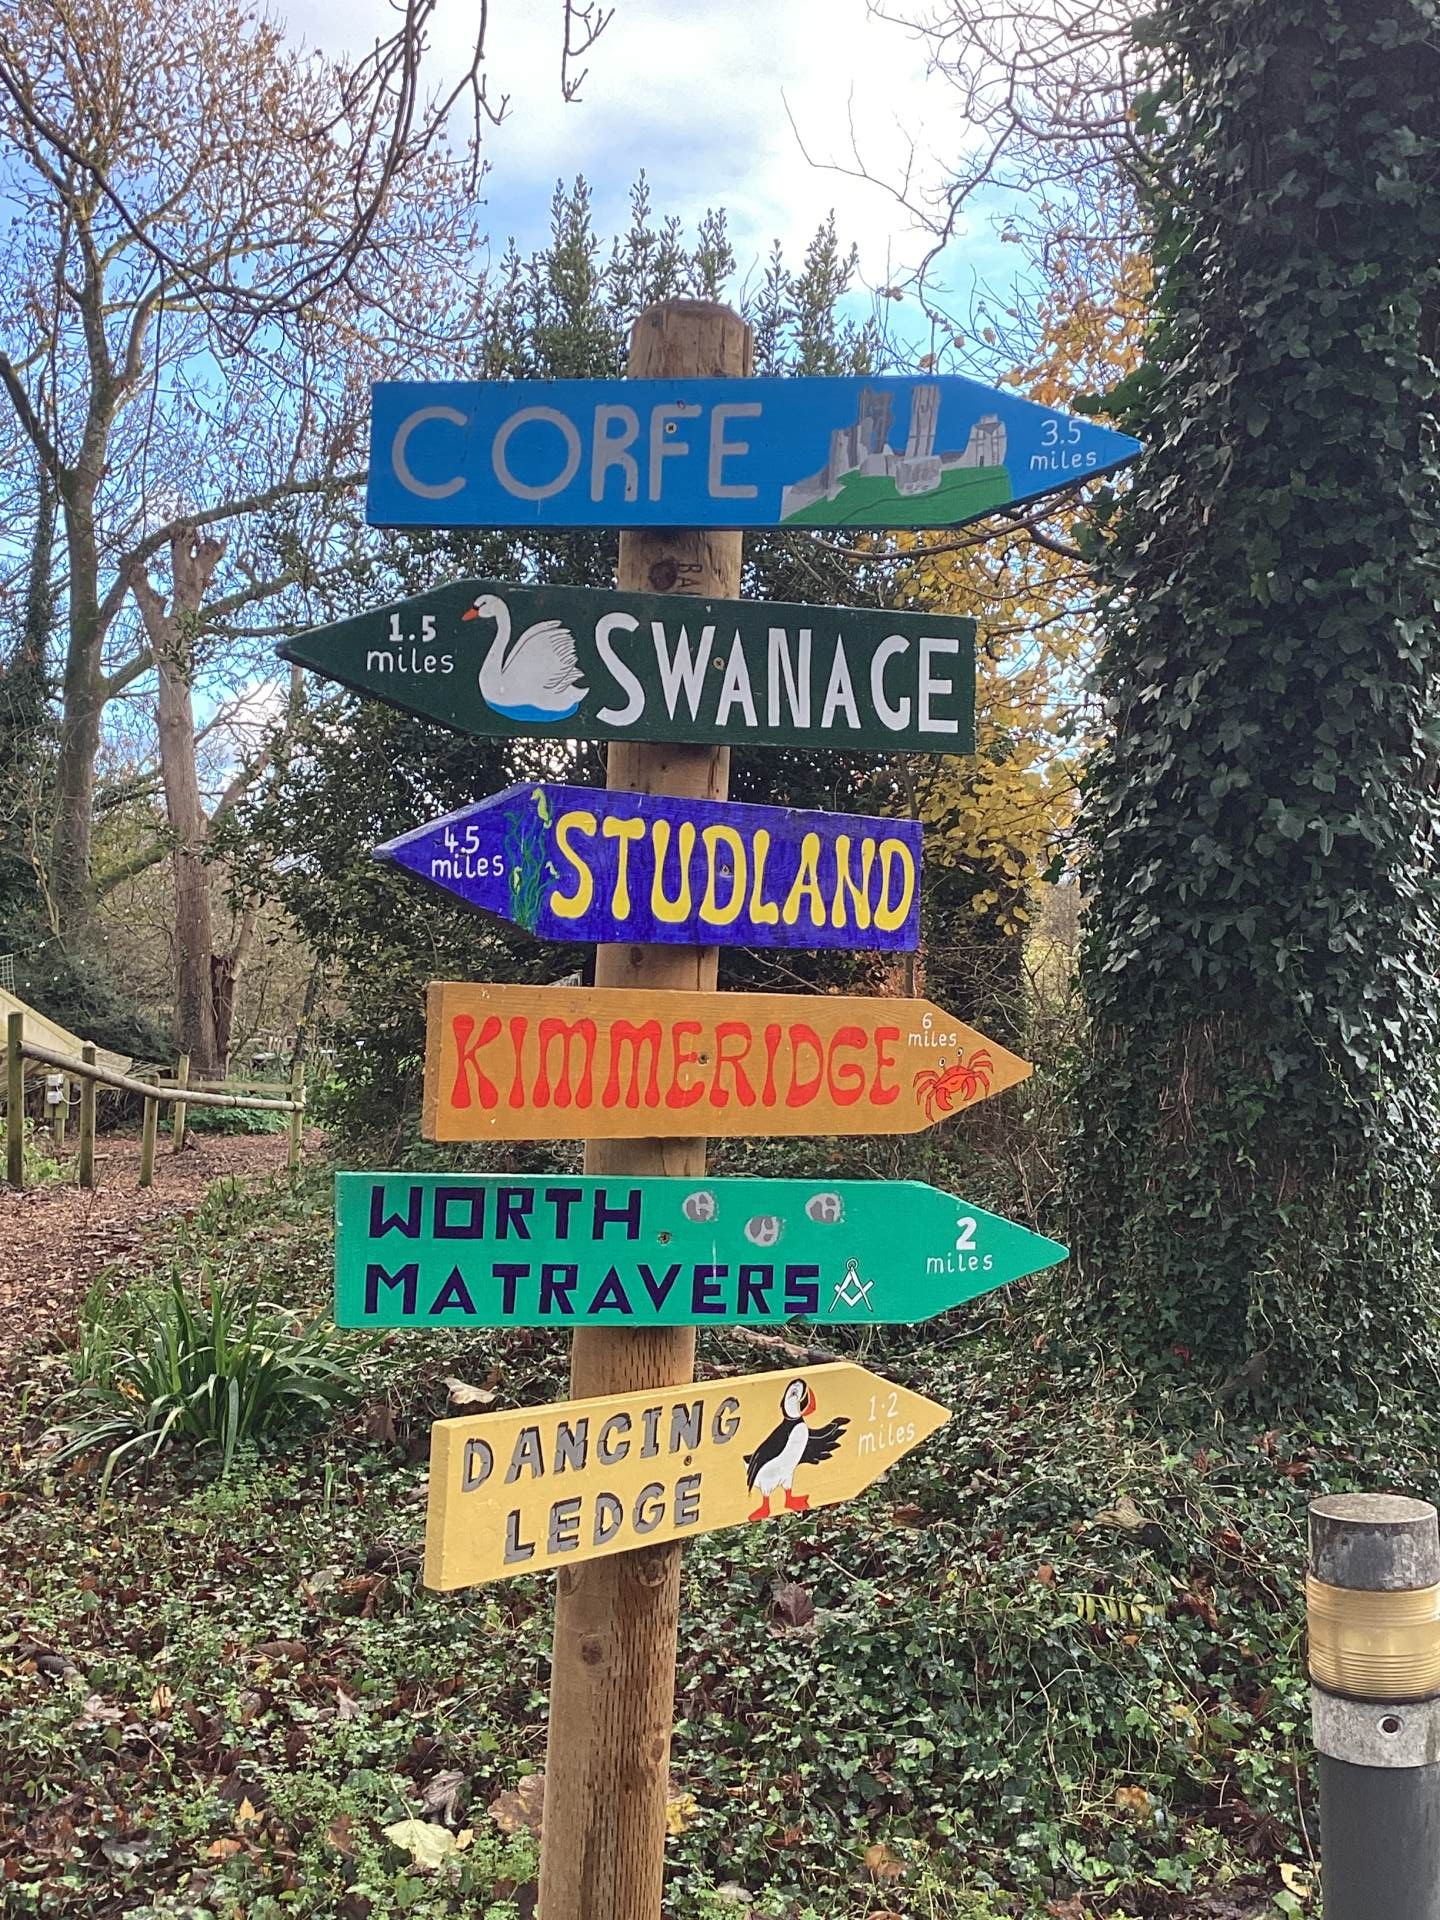 CORFE
3.5
miles
1.5
miles
SWANAGE
4.5
miles
STUDLAND
KIMMERIDGE
6
miles
WORTH
MATRAVERS
2
miles
DANCING
LEDGE
1.2
miles